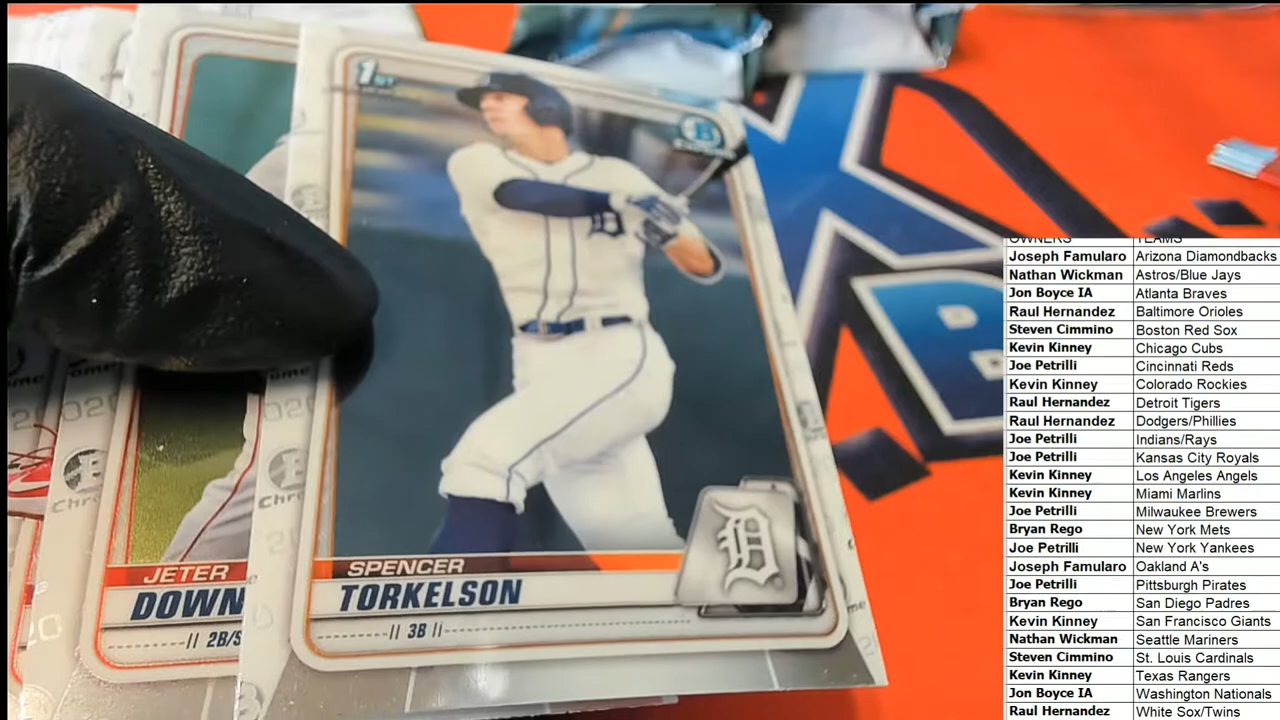 1ST
B
D
D
SPENCER
TORKELSON
3B
JETER
DOWN
2B/S
Chr
OWNERS TEAMS
Joseph Famularo Arizona Diamondbacks
Nathan Wickman Astros/Blue Jays
Jon Boyce IA Atlanta Braves
Raul Hernandez Baltimore Orioles
Steven Cimmino Boston Red Sox
Kevin Kinney Chicago Cubs
Joe Petrilli Cincinnati Reds
Kevin Kinney Colorado Rockies
Raul Hernandez Detroit Tigers
Raul Hernandez Dodgers/Phillies
Joe Petrilli Indians/Rays
Joe Petrilli Kansas City Royals
Kevin Kinney Los Angeles Angels
Kevin Kinney Miami Marlins
Joe Petrilli Milwaukee Brewers
Bryan Rego New York Mets
Joe Petrilli New York Yankees
Joseph Famularo Oakland A's
Joe Petrilli Pittsburgh Pirates
Bryan Rego San Diego Padres
Kevin Kinney San Francisco Giants
Nathan Wickman Seattle Mariners
Steven Cimmino St. Louis Cardinals
Kevin Kinney Texas Rangers
Jon Boyce IA Washington Nationals
Raul Hernandez White Sox/Twins